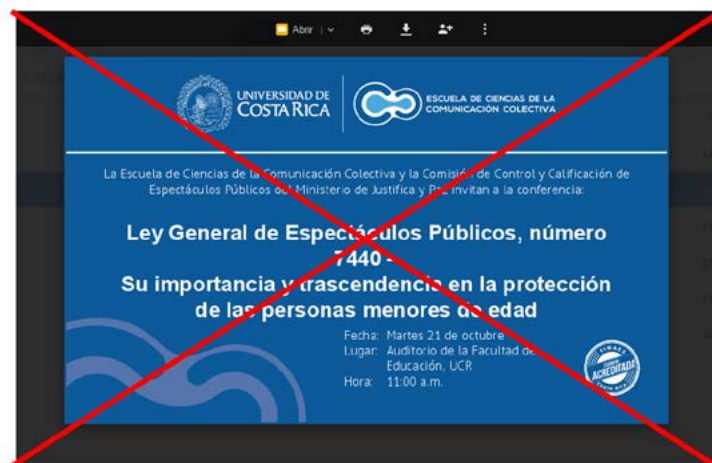 Abrir
UNIVERSIDAD DE
COSTA RICA
ESCUELA DE CIENCIAS DE LA
COMUNICACIÓN COLECTIVA
La Escuela de Ciencias de la Comunicación Colectiva y la Comisión de Control y Calificación de
Espectáculos Públicos del Ministerio de Justifica y Paz invitan a la conferencia:
Ley General de Espectáculos Públicos, número
7440 -
Su importancia y trascendencia en la protección
de las personas menores de edad
Fecha: Martes 21 de octubre
Lugar: Auditorio de la Facultad de
Educación, UCR
Hora: 11:00 a.m.
SINAES
ACREDITADA